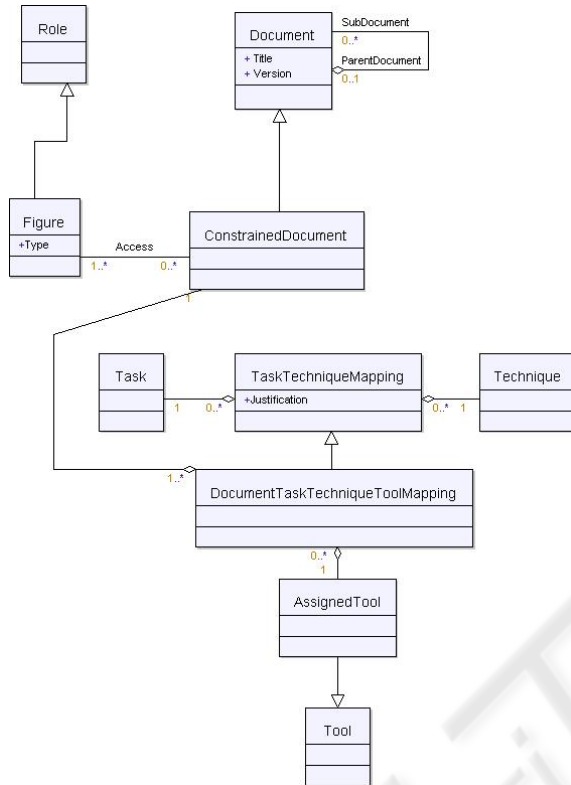 Role
Document
+ Title
+ Version
SubDocument
0..*
ParentDocument
0..1
Figure
+Type
Access
1..*
0..*
ConstrainedDocument
1
Task
1
0..*
TaskTechniqueMapping
+Justification
0..*
1
Technique
1..*
DocumentTaskTechniqueToolMapping
0..*
1
AssignedTool
Tool